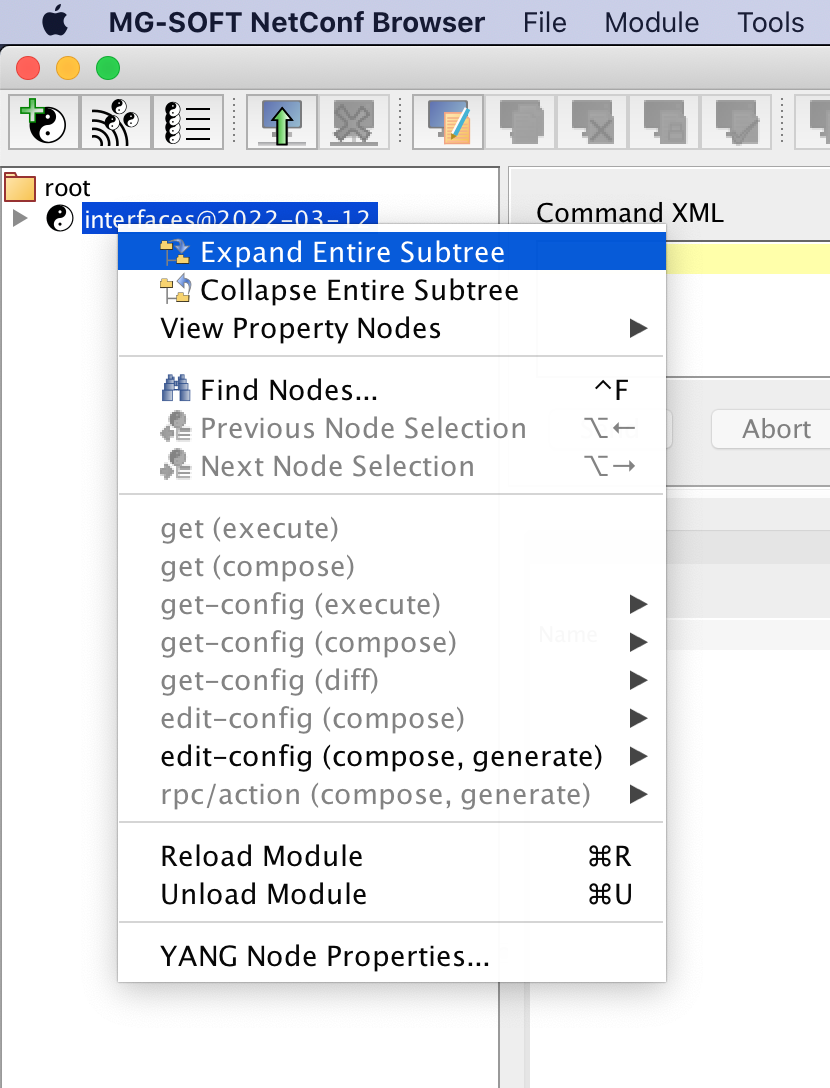 MG-SOFT NetConf Browser File Module Tools
root
interfaces@2022-03-12
Command XML
Expand Entire Subtree
Collapse Entire Subtree
View Property Nodes
Find Nodes... ^F
Previous Node Selection ⌥←
Abort
Next Node Selection ⌥→
get (execute)
get (compose)
get-config (execute)
Name
get-config (compose)
get-config (diff)
edit-config (compose)
edit-config (compose, generate)
rpc/action (compose, generate)
Reload Module ⌘R
Unload Module ⌘U
YANG Node Properties...